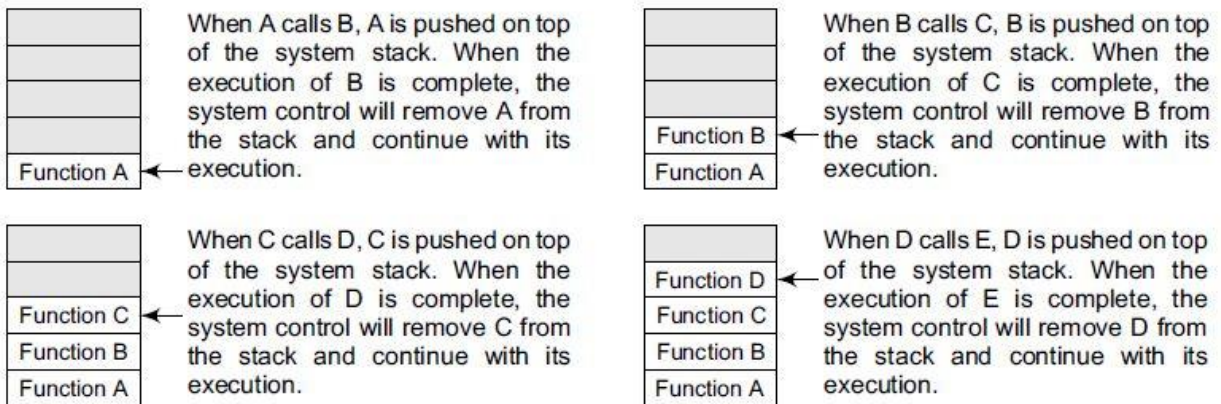 When A calls B, A is pushed on top
of the system stack. When the
execution of B is complete, the
system control will remove A from
the stack and continue with its
execution.
Function A
When B calls C, B is pushed on top
of the system stack. When the
execution of C is complete, the
system control will remove B from
the stack and continue with its
execution.
Function B
Function A
When C calls D, C is pushed on top
of the system stack. When the
execution of D is complete, the
system control will remove C from
the stack and continue with its
execution.
Function C
Function B
Function A
When D calls E, D is pushed on top
of the system stack. When the
execution of E is complete, the
system control will remove D from
the stack and continue with its
execution.
Function D
Function C
Function B
Function A